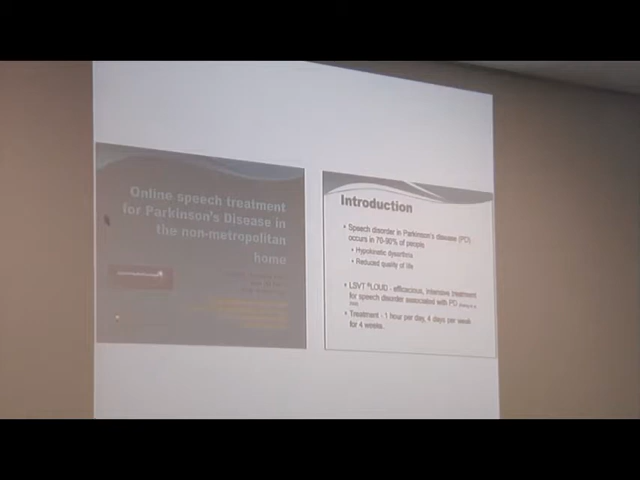 Online speech treatment
for Parkinson's Disease in
the non-metropolitan
home
Introduction
• Speech disorder in Parkinson's disease (PD)
occurs in 70-90% of people
• Hypokinetic dysarthria
• Reduced quality of life
• LSVT®LOUD - efficacious, intensive treatment
for speech disorder associated with PD
• Treatment - 1 hour per day, 4 days per week
for 4 weeks.